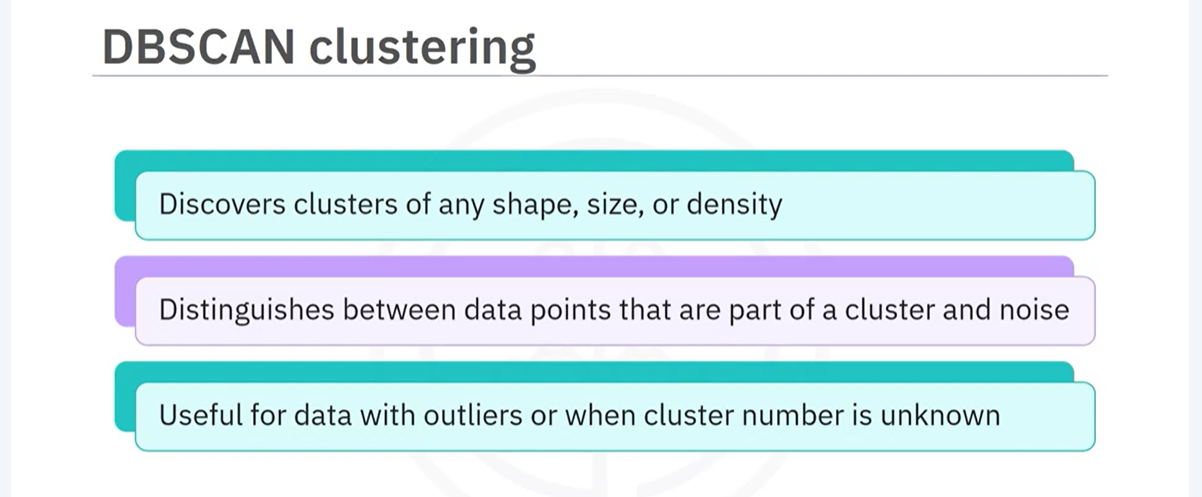 DBSCAN clustering
Discovers clusters of any shape, size, or density
Distinguishes between data points that are part of a cluster and noise
Useful for data with outliers or when cluster number is unknown